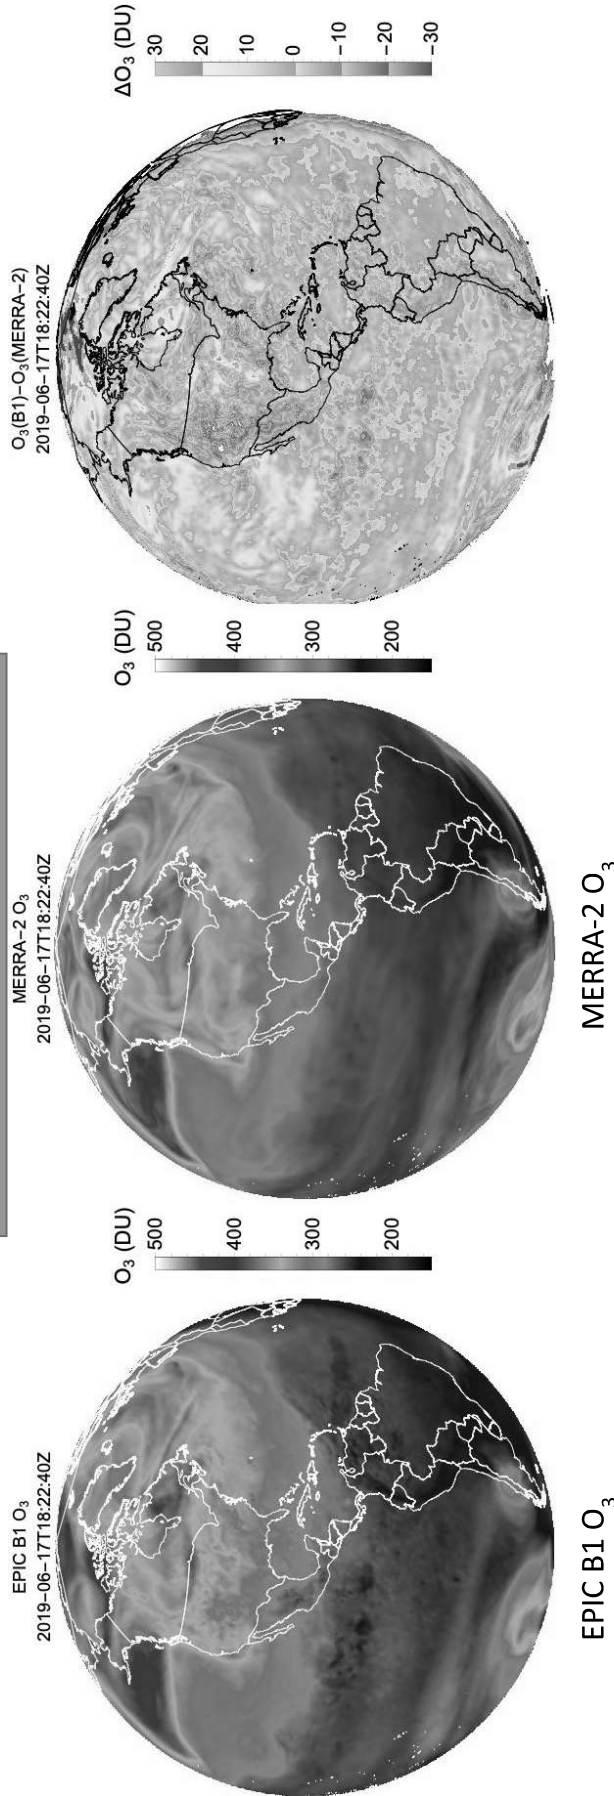 EPIC B1 O₃
2019−06−17T18:22:40Z
O₃ (DU)
500
400
300
200
EPIC B1 O₃
MERRA−2 O₃
2019−06−17T18:22:40Z
O₃ (DU)
500
400
300
200
MERRA-2 O₃
O₃(B1)−O₃(MERRA−2)
2019−06−17T18:22:40Z
ΔO₃ (DU)
30
20
10
0
−10
−20
−30